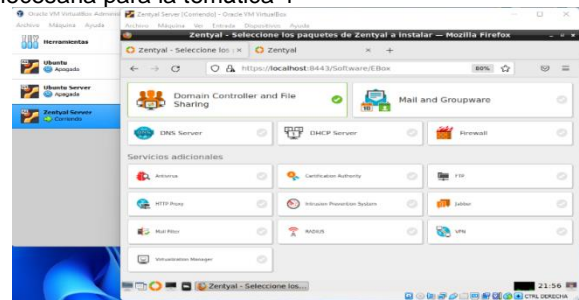 necesaria para la temática 4
Oracle VM VirtualBox Administ
Zentyal Server [Corriendo] - Oracle VM VirtualBox
Archivo Máquina Ayuda
Archivo Máquina Ver Entrada Dispositivos Ayuda
Zentyal - Seleccione los paquetes de Zentyal a instalar — Mozilla Firefox
Herramientas
Zentyal - Seleccione los
Zentyal
https://localhost:8443/Software/EBox
80%
Ubuntu
Apagada
Ubuntu Server
Apagada
Zentyal Server
Corriendo
Domain Controller and File Sharing
Mail and Groupware
DNS Server
DHCP Server
Firewall
Servicios adicionales
Antivirus
Certification Authority
FTP
HTTP Proxy
Intrusion Prevention System
Jabber
Mail Filter
RADIUS
VPN
Virtualization Manager
Zentyal - Seleccione los...
21:56
CTRL DERECHA